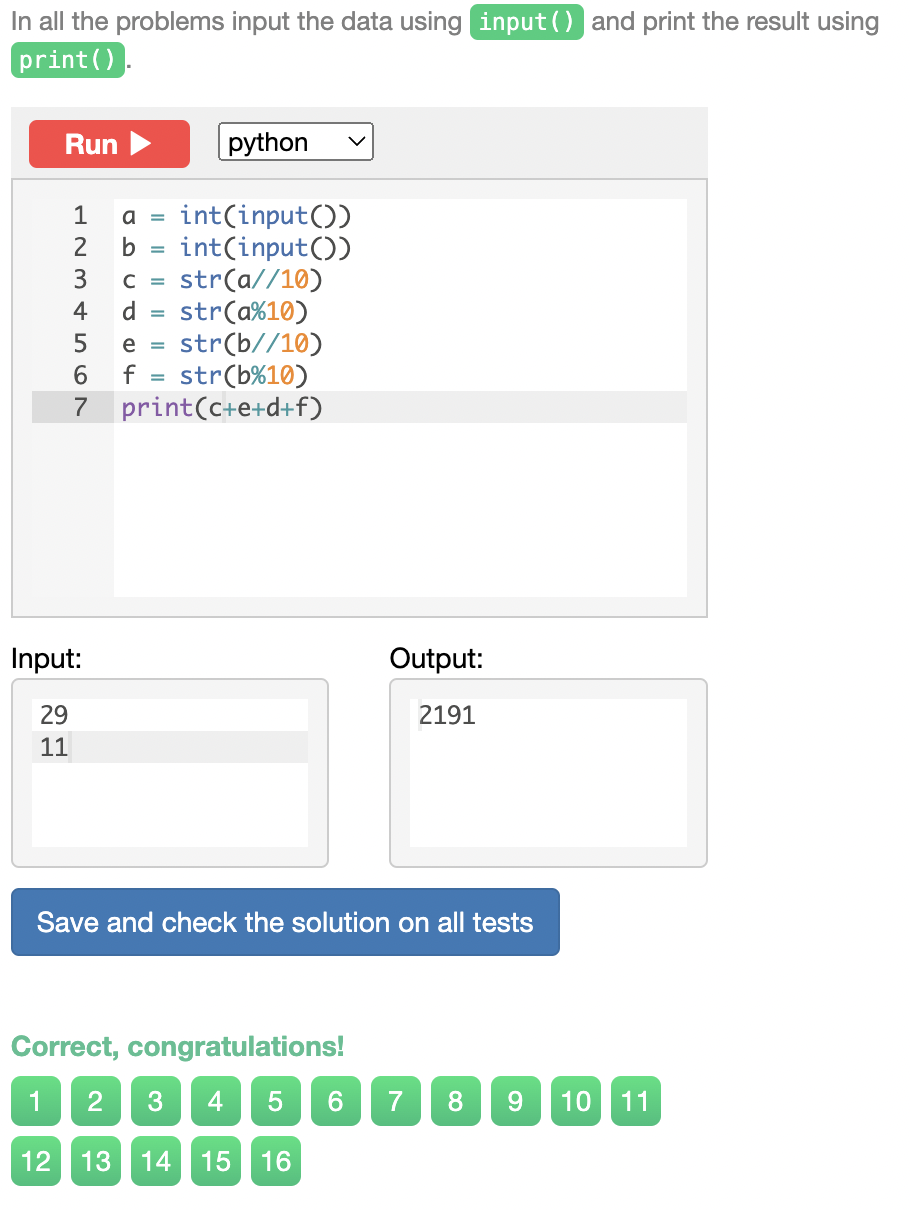 In all the problems input the data using input() and print the result using
print().
Run
python
1 a = int(input())
2 b = int(input())
3 c = str(a//10)
4 d = str(a%10)
5 e = str(b//10)
6 f = str(b%10)
7 print(c+e+d+f)
Input: Output:
29 2191
11
Save and check the solution on all tests
Correct, congratulations!
1 2 3 4 5 6 7 8 9 10 11
12 13 14 15 16